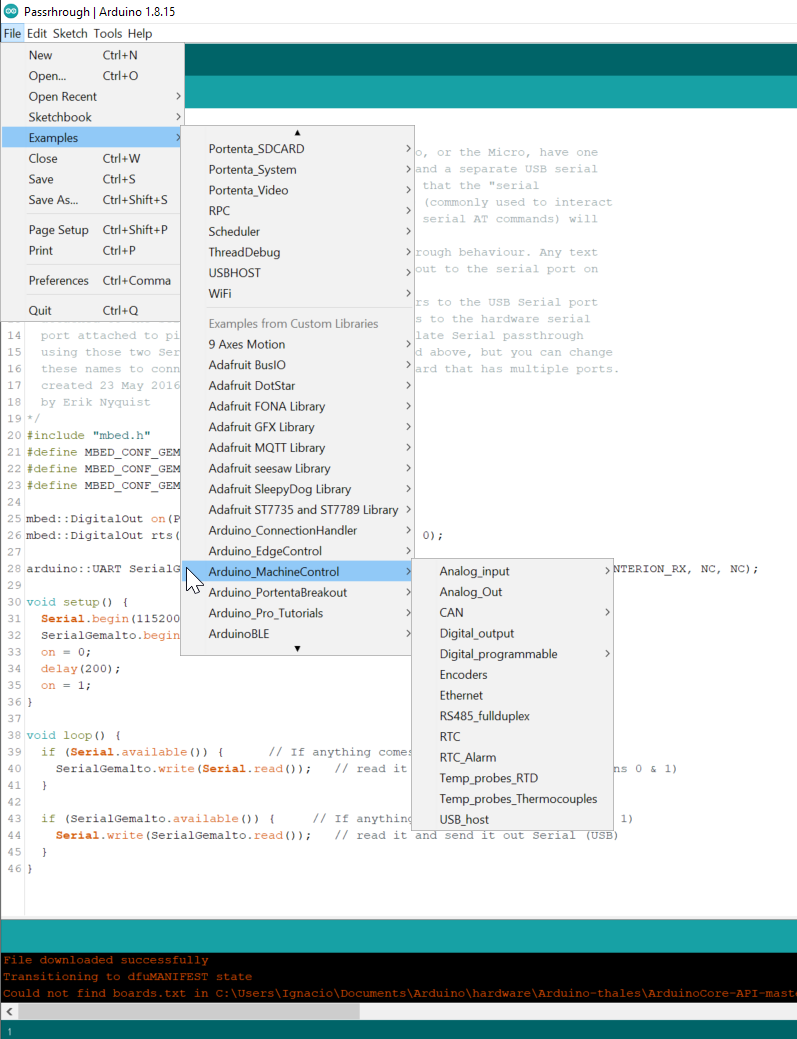 Passrhrough | Arduino 1.8.15
File Edit Sketch Tools Help
New Ctrl+N
Open... Ctrl+O
Open Recent
Sketchbook
Examples
Close Ctrl+W
Save Ctrl+S
Save As... Ctrl+Shift+S
Page Setup Ctrl+Shift+P
Print Ctrl+P
Preferences Ctrl+Comma
Quit Ctrl+Q
Portenta_SDCARD
Portenta_System
Portenta_Video
RPC
Scheduler
ThreadDebug
USBHOST
WiFi
Examples from Custom Libraries
9 Axes Motion
Adafruit BusIO
Adafruit DotStar
Adafruit FONA Library
Adafruit GFX Library
Adafruit MQTT Library
Adafruit seesaw Library
Adafruit SleepyDog Library
Adafruit ST7735 and ST7789 Library
Arduino_ConnectionHandler
Arduino_EdgeControl
Arduino_MachineControl
Arduino_PortentaBreakout
Arduino_Pro_Tutorials
ArduinoBLE
Analog_input
Analog_Out
CAN
Digital_output
Digital_programmable
Encoders
Ethernet
RS485_fullduplex
RTC
RTC_Alarm
Temp_probes_RTD
Temp_probes_Thermocouples
USB_host
o, or the Micro, have one
and a separate USB serial
that the "serial
(commonly used to interact
serial AT commands) will
rough behaviour. Any text
out to the serial port on
rs to the USB Serial port
s to the hardware serial
14 port attached to pi late Serial passthrough
15 using those two Ser d above, but you can change
16 these names to conn ard that has multiple ports.
17 created 23 May 2016
18 by Erik Nyquist
19 */
20 #include "mbed.h"
21 #define MBED_CONF_GEM
22 #define MBED_CONF_GEM
23 #define MBED_CONF_GEM
24
25 mbed::DigitalOut on(P
26 mbed::DigitalOut rts( 0);
27
28 arduino::UART SerialG NTERION_RX, NC, NC);
29
30 void setup() {
31 Serial.begin(115200
32 SerialGemalto.begin
33 on = 0;
34 delay(200);
35 on = 1;
36 }
37
38 void loop() {
39 if (Serial.available()) { // If anything comes
40 SerialGemalto.write(Serial.read()); // read it ns 0 & 1)
41 }
42
43 if (SerialGemalto.available()) { // If anything 1)
44 Serial.write(SerialGemalto.read()); // read it and send it out Serial (USB)
45 }
46 }
File downloaded successfully
Transitioning to dfuMANIFEST state
Could not find boards.txt in C:\Users\Ignacio\Documents\Arduino\hardware\Arduino-thales\ArduinoCore-API-maste
1